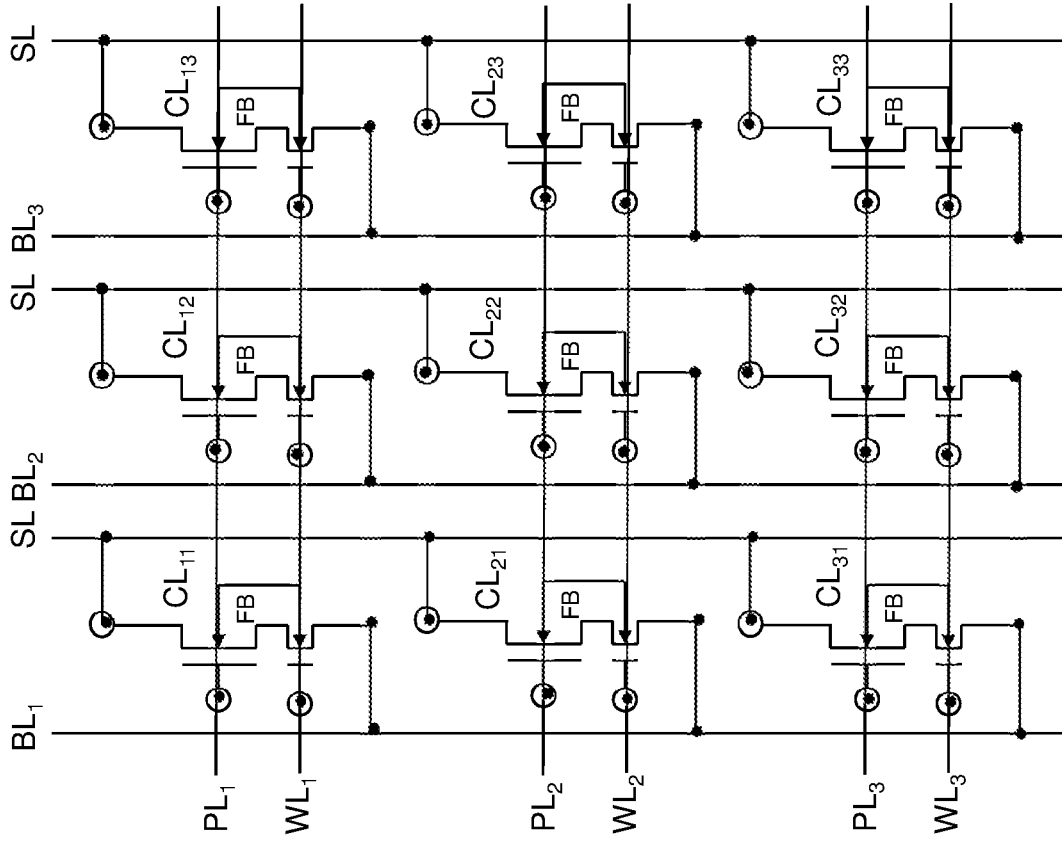 SL
BL₃
SL
BL₂
SL
BL₁
CL₁₃
FB
CL₂₃
FB
CL₃₃
FB
CL₁₂
FB
CL₂₂
FB
CL₃₂
FB
CL₁₁
FB
CL₂₁
FB
CL₃₁
FB
PL₁
WL₁
PL₂
WL₂
PL₃
WL₃